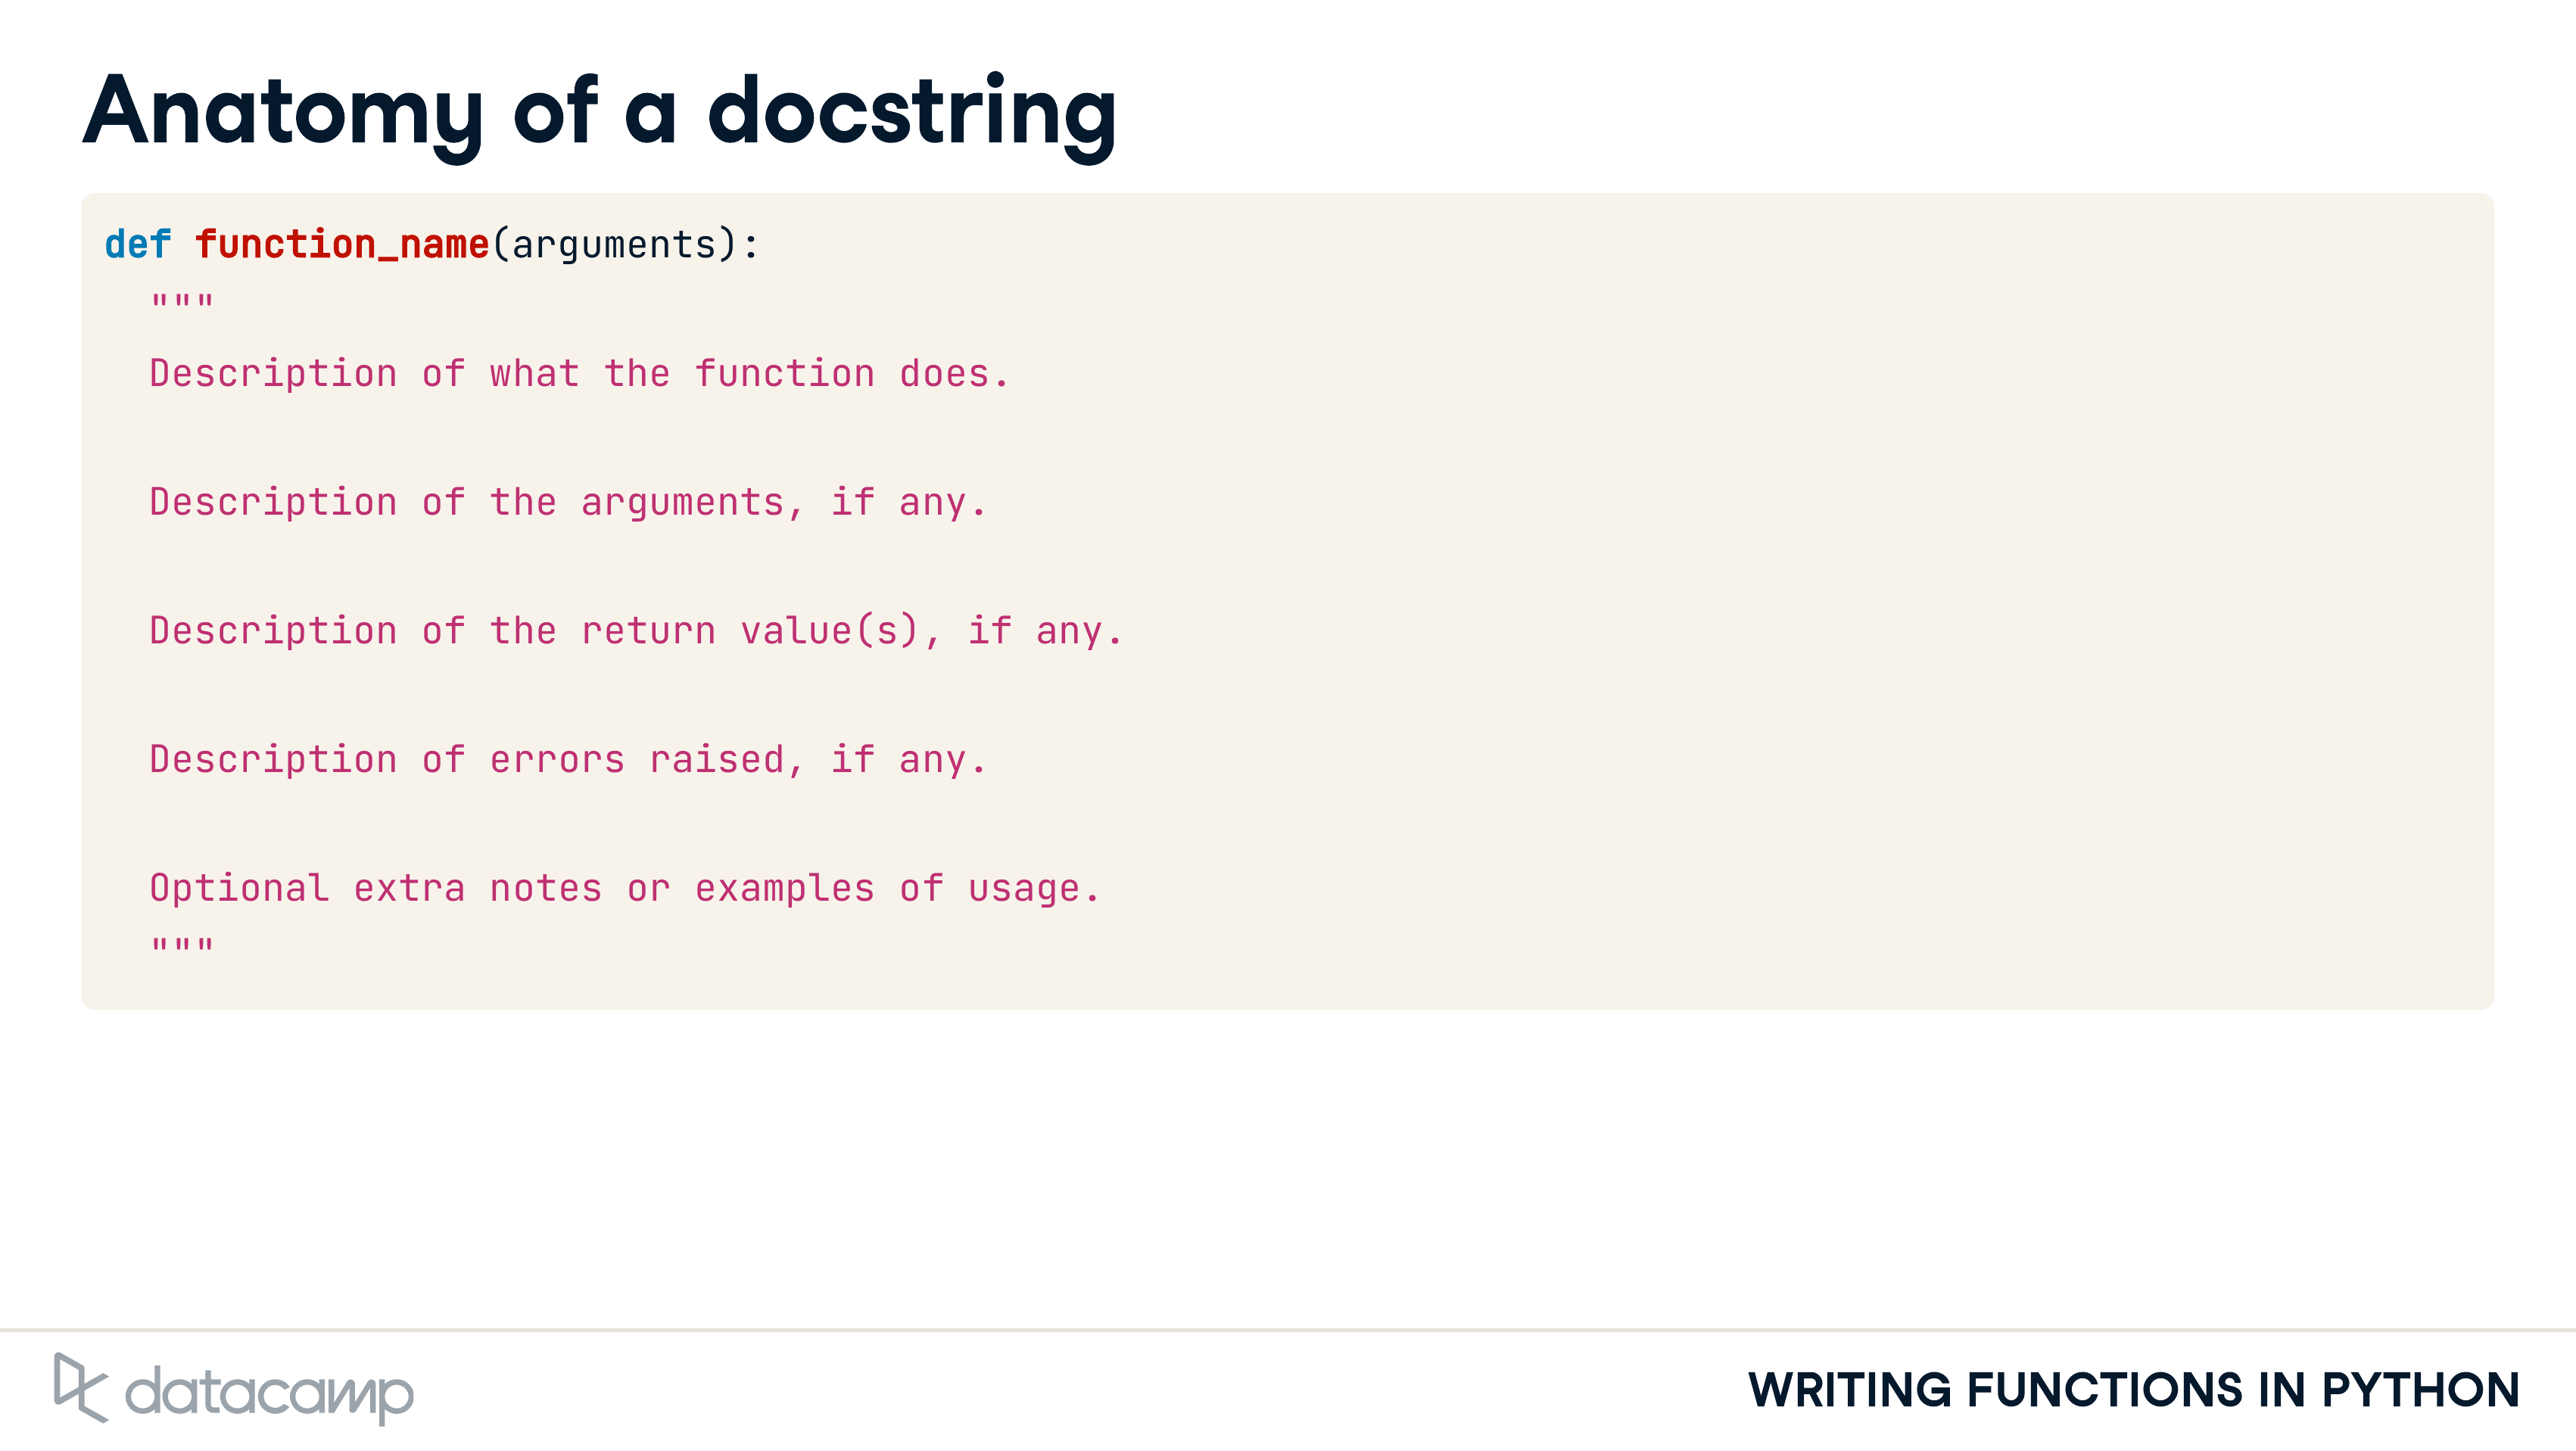 Anatomy of a docstring
def function_name(arguments):
"""
Description of what the function does.
Description of the arguments, if any.
Description of the return value(s), if any.
Description of errors raised, if any.
Optional extra notes or examples of usage.
"""
datacamp
WRITING FUNCTIONS IN PYTHON